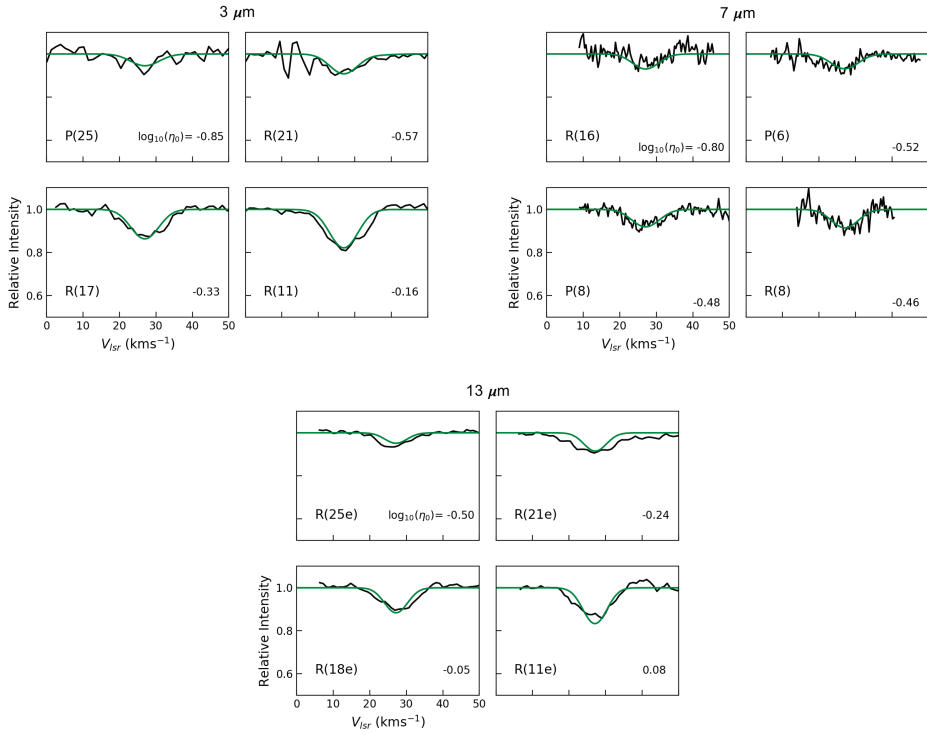 3 μm
P(25) log₁₀(η₀)= -0.85
R(21) -0.57
Relative Intensity
1.0
0.8
0.6
R(17) -0.33
R(11) -0.16
0 10 20 30 40 50
V_lsr (kms⁻¹)
7 μm
R(16) log₁₀(η₀)= -0.80
P(6) -0.52
Relative Intensity
1.0
0.8
0.6
P(8) -0.48
R(8) -0.46
0 10 20 30 40 50
V_lsr (kms⁻¹)
13 μm
R(25e) log₁₀(η₀)= -0.50
R(21e) -0.24
Relative Intensity
1.0
0.8
0.6
R(18e) -0.05
R(11e) 0.08
0 10 20 30 40 50
V_lsr (kms⁻¹)